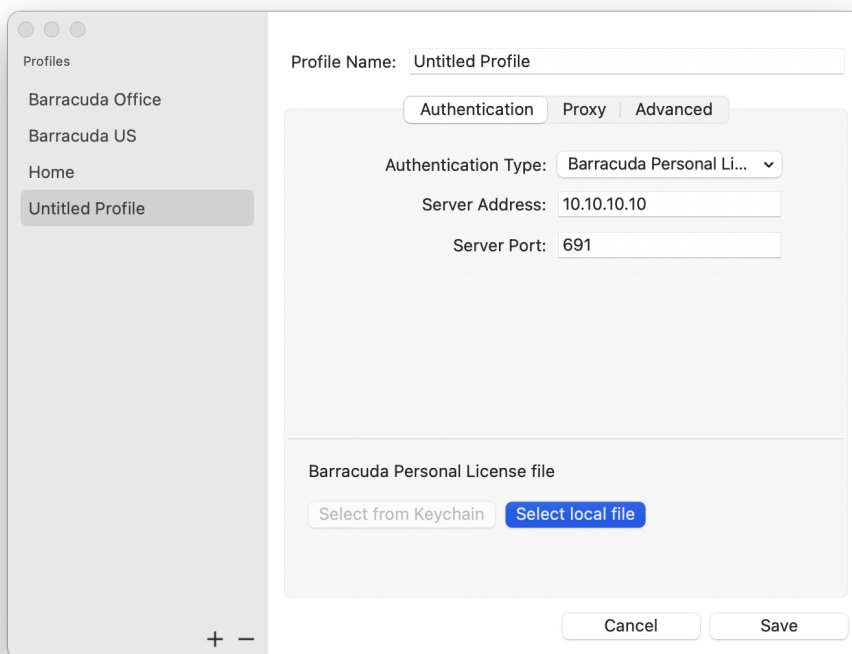 Profiles
Barracuda Office
Barracuda US
Home
Untitled Profile
Profile Name: Untitled Profile
Authentication Proxy Advanced
Authentication Type: Barracuda Personal Li...
Server Address: 10.10.10.10
Server Port: 691
Barracuda Personal License file
Select from Keychain Select local file
Cancel Save